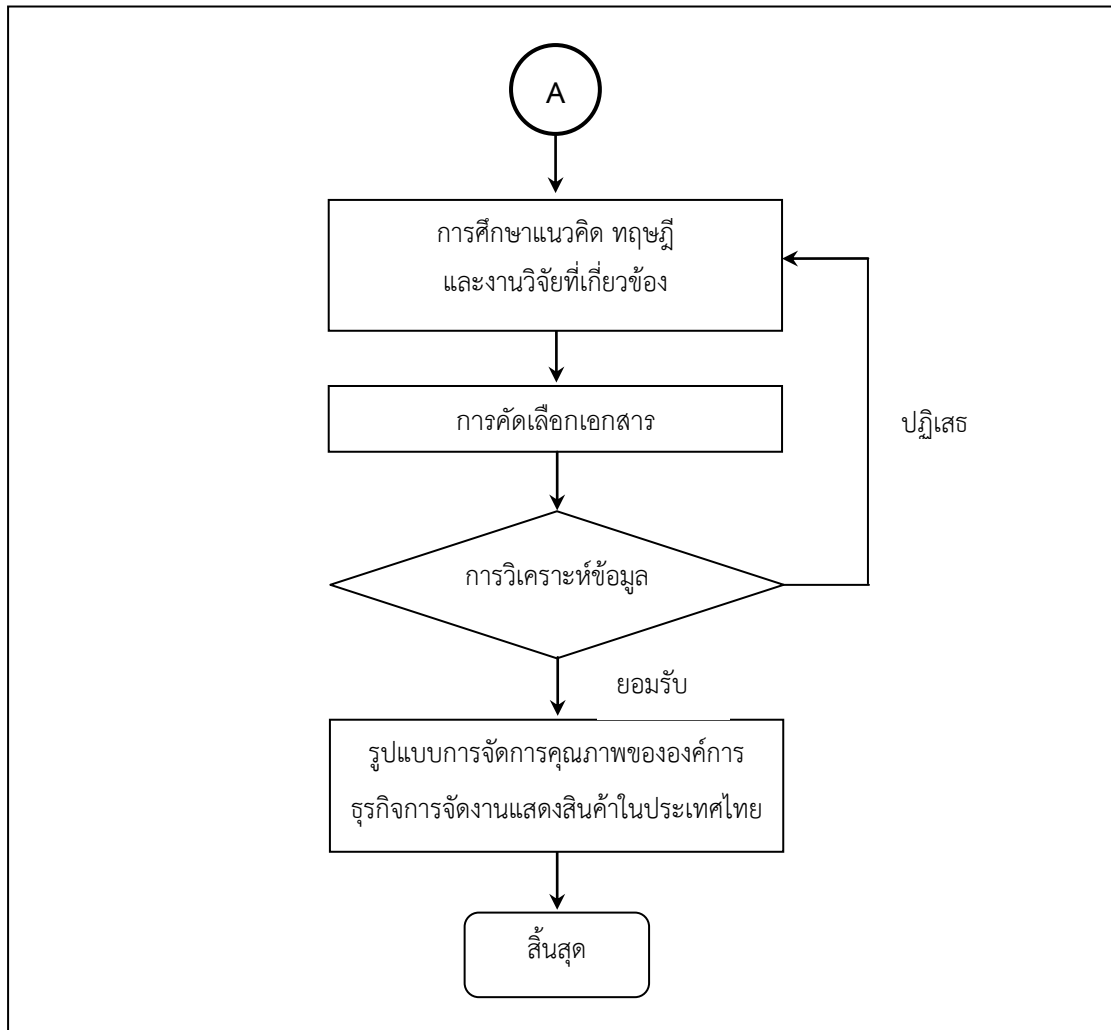 A
การศึกษาแนวคิด ทฤษฎี
และงานวิจัยที่เกี่ยวข้อง
การคัดเลือกเอกสาร
ปฏิเสธ
การวิเคราะห์ข้อมูล
ยอมรับ
รูปแบบการจัดการคุณภาพขององค์การ
ธุรกิจการจัดงานแสดงสินค้าในประเทศไทย
สิ้นสุด